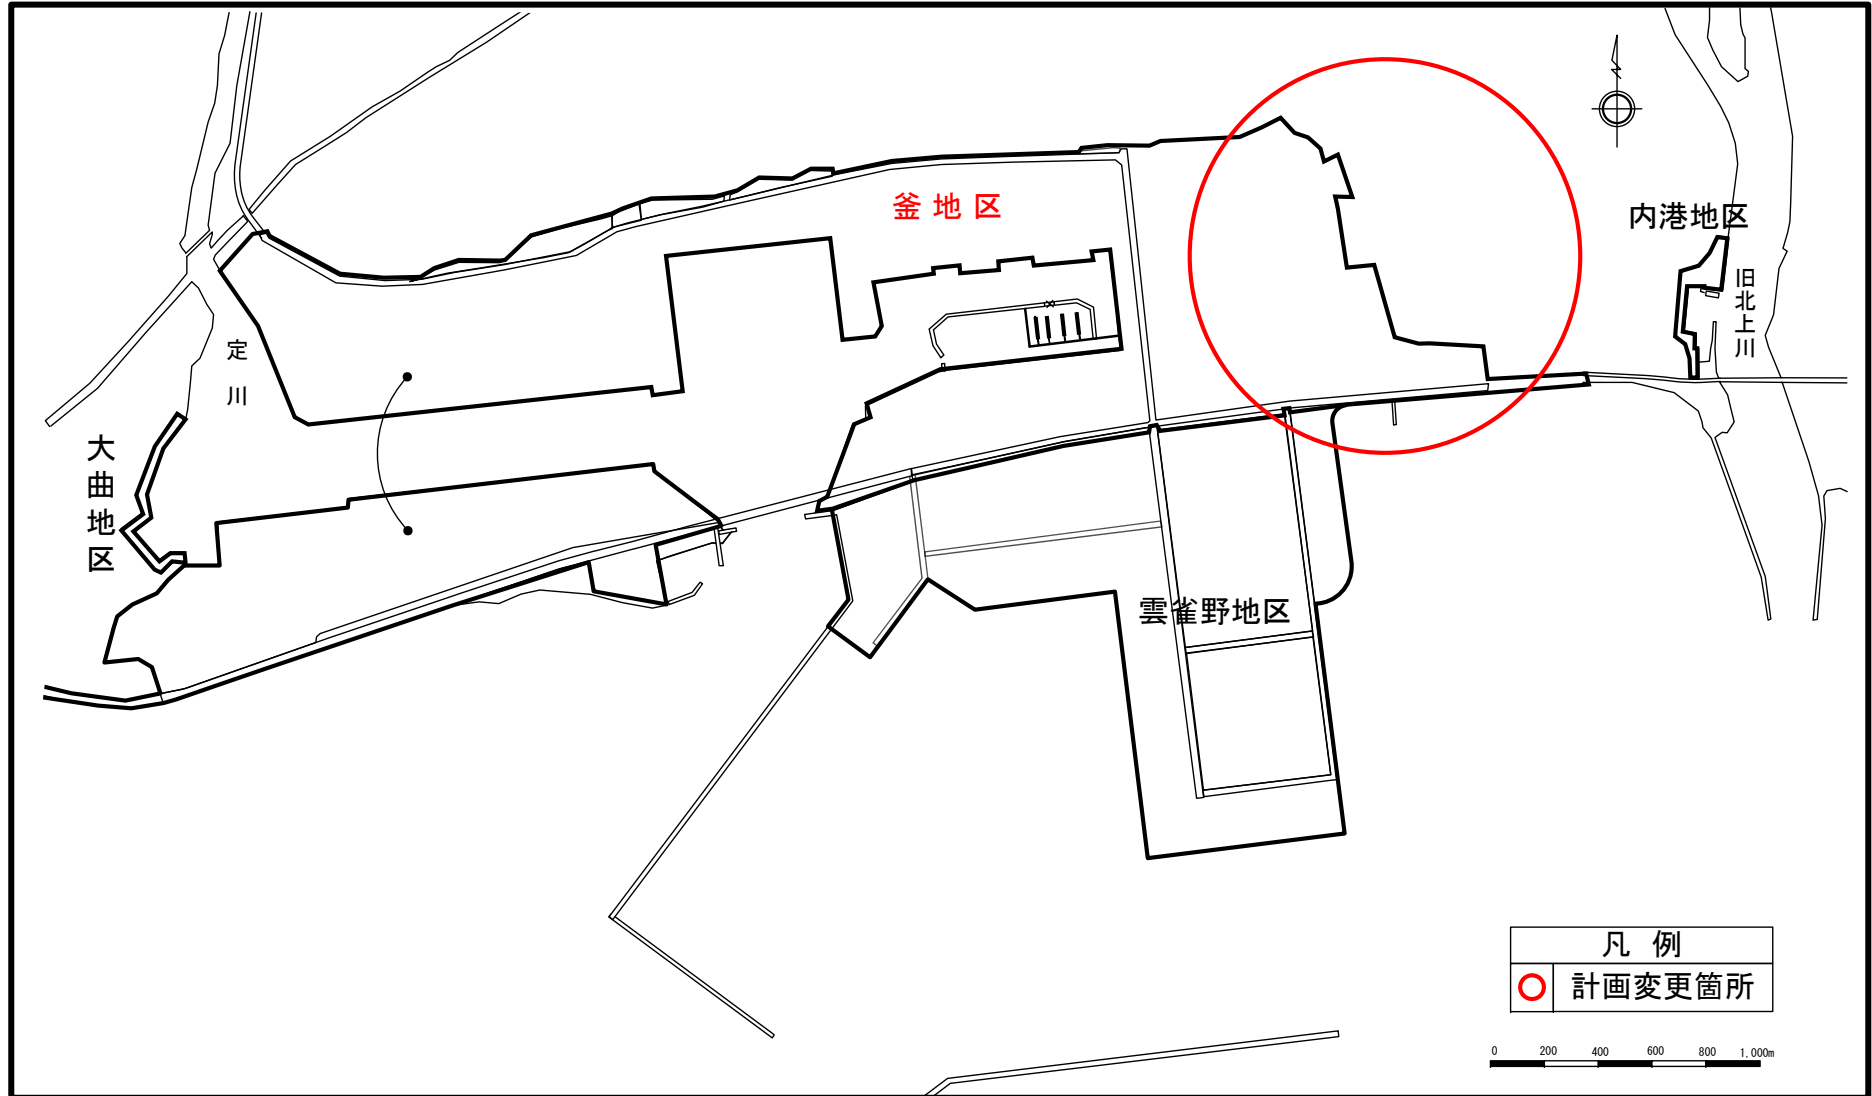 釜地区
内港地区
旧北上川
定川
大曲地区
雲雀野地区
凡 例
計画変更箇所
0 200 400 600 800 1,000m